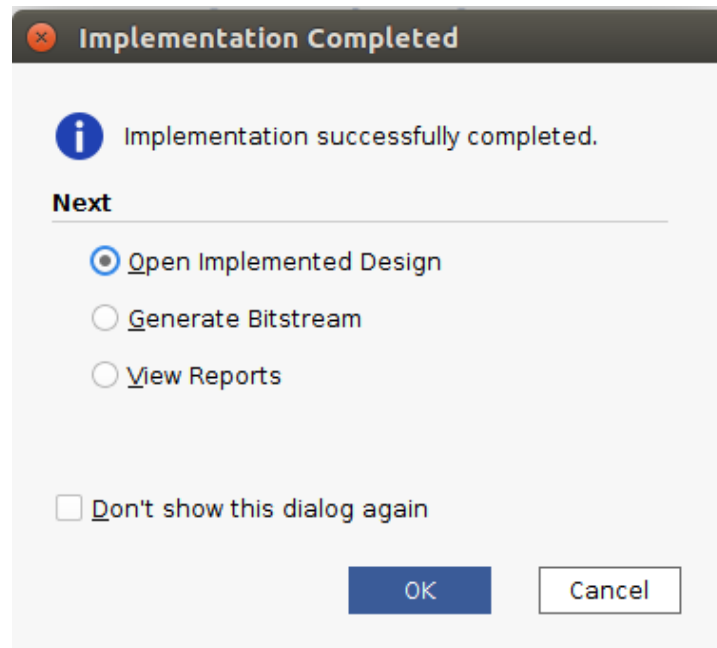 Implementation Completed
Implementation successfully completed.
Next
Open Implemented Design
Generate Bitstream
View Reports
Don't show this dialog again
OK
Cancel